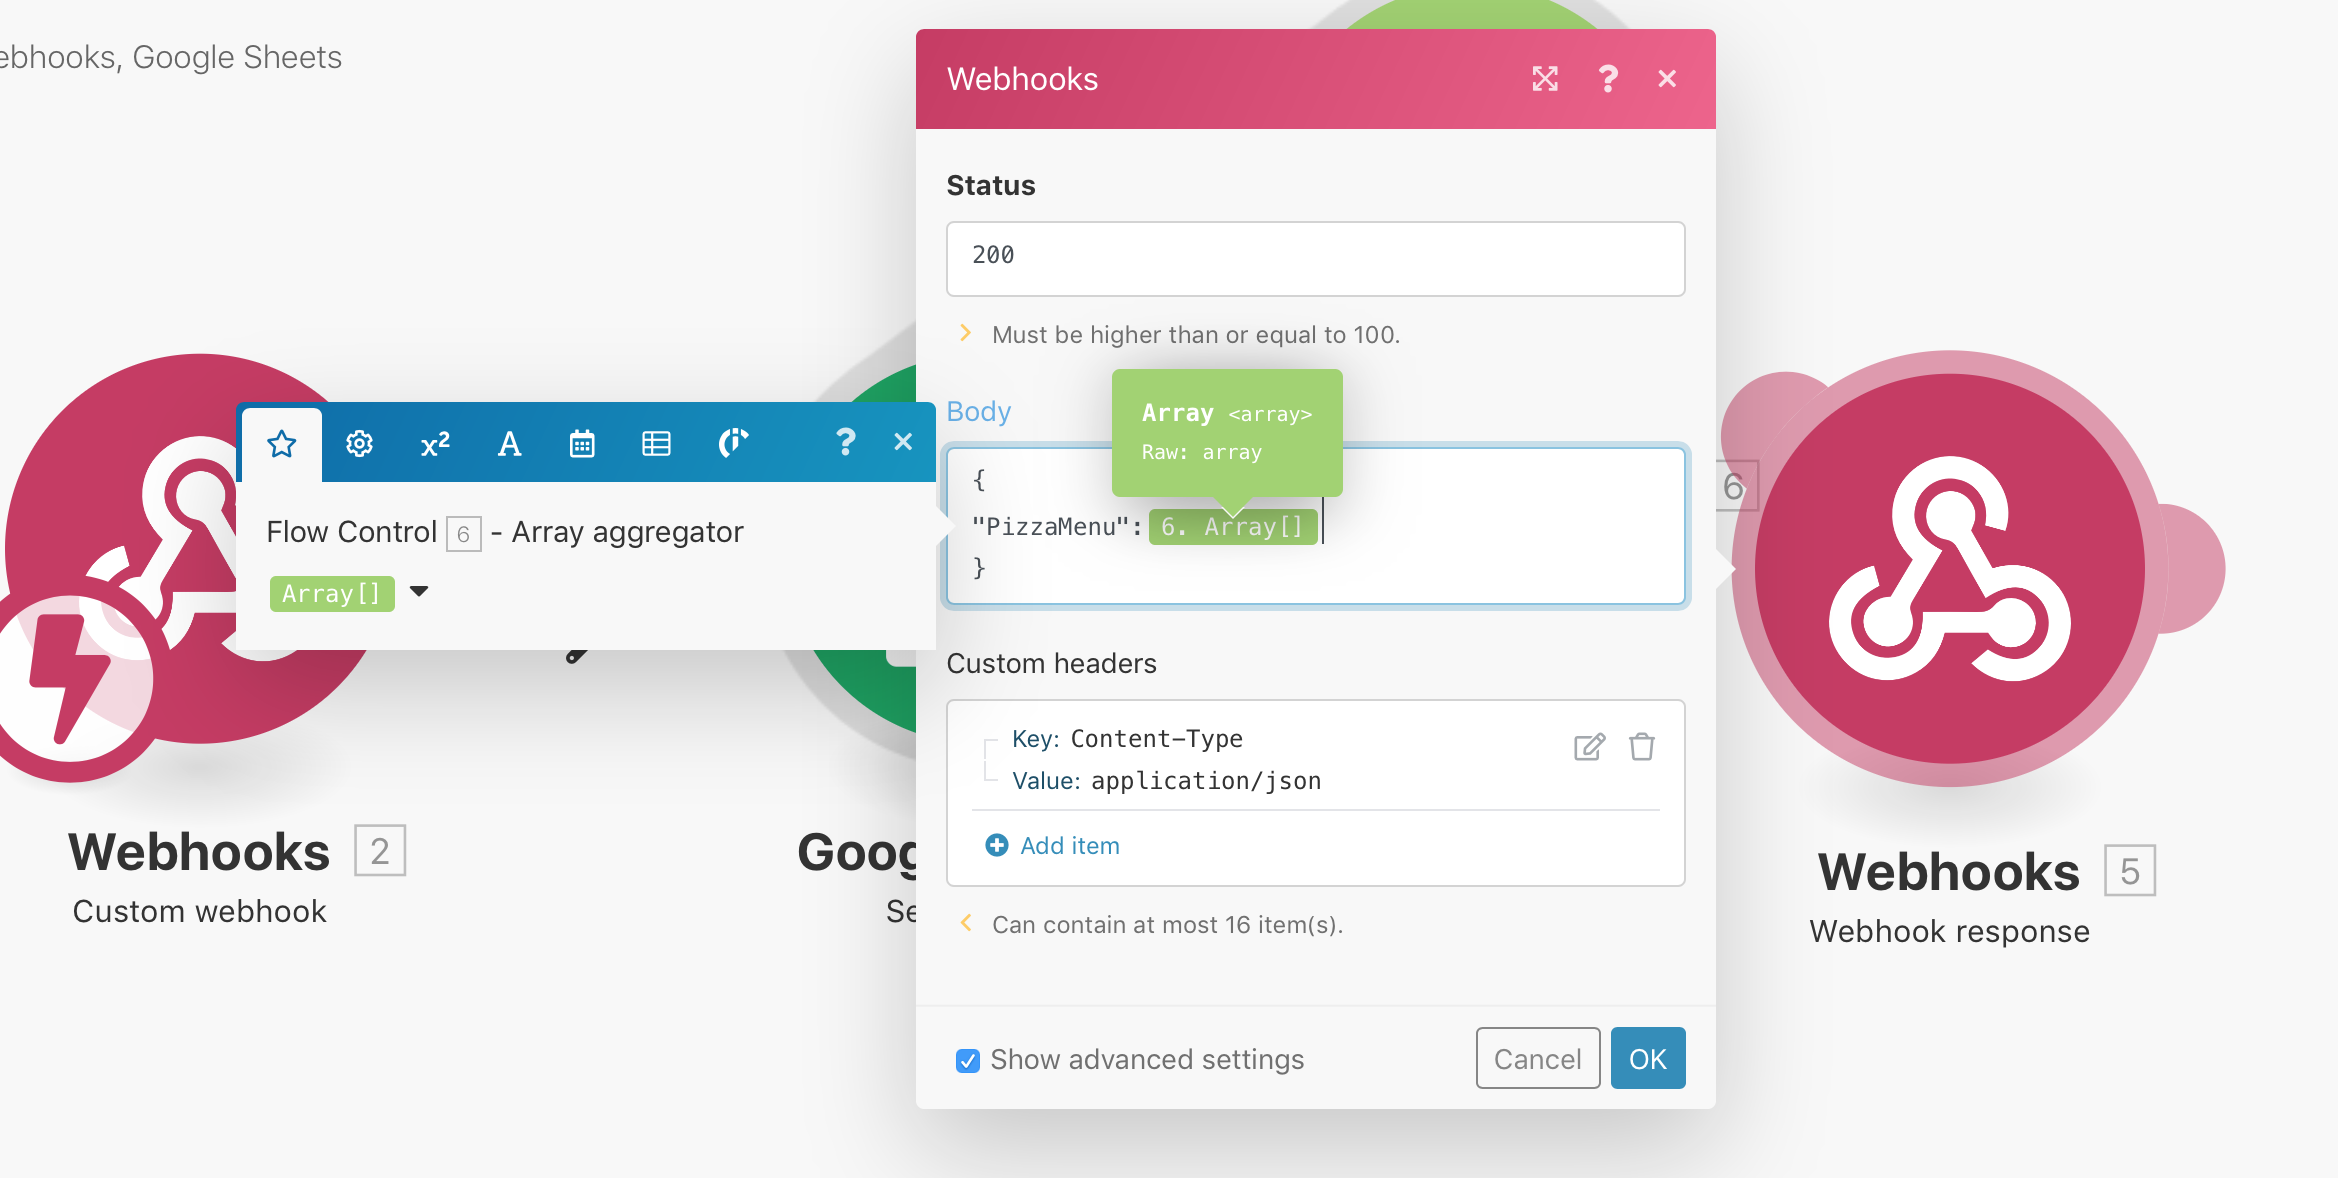 ebhooks, Google Sheets
Webhooks
?
Status
200
Must be higher than or equal to 100.
Body
Array <array>
Raw: array
{
"PizzaMenu": 6. Array[]
}
x²
A
?
Flow Control 6 - Array aggregator
Array[]
6
Custom headers
Key: Content-Type
Value: application/json
Add item
Can contain at most 16 item(s).
Show advanced settings
Cancel
OK
Webhooks 2
Custom webhook
Goog
Se
Webhooks 5
Webhook response